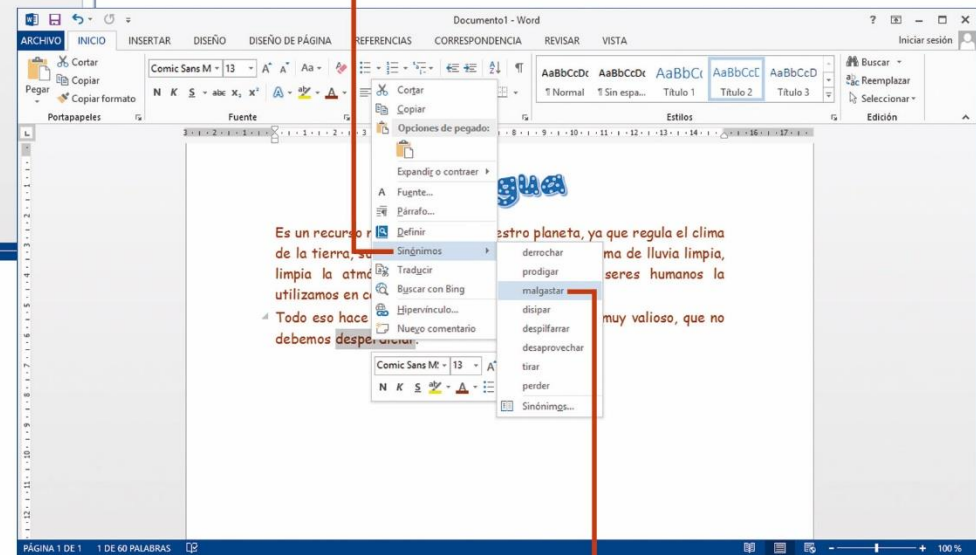 Documento1 - Word
ARCHIVO INICIO INSERTAR DISEÑO DISEÑO DE PÁGINA REFERENCIAS CORRESPONDENCIA REVISAR VISTA Iniciar sesión
Pegar
Cortar
Copiar
Copiar formato
Portapapeles
Comic Sans M 13
N K S abc X₂ X²
Fuente
AaBbCcDc AaBbCcDc AaBbC( AaBbCcE AaBbCcD
¶ Normal ¶ Sin espa... Título 1 Título 2 Título 3
Estilos
Buscar
Reemplazar
Seleccionar
Edición
Cortar
Copiar
Opciones de pegado:
Expandir o contraer
Fuente...
Párrafo...
Definir
Sinónimos
Traducir
Buscar con Bing
Hipervínculo...
Nuevo comentario
derrochar
prodigar
malgastar
disipar
despilfarrar
desaprovechar
tirar
perder
Sinónimos...
gua
Es un recurso estro planeta, ya que regula el clima
de la tierra, ma de lluvia limpia,
limpia la atmó seres humanos la
utilizamos en
Todo eso hace muy valioso, que no
debemos desperdiciar.
Comic Sans M 13 A
N K S
PÁGINA 1 DE 1 1 DE 60 PALABRAS 100 %